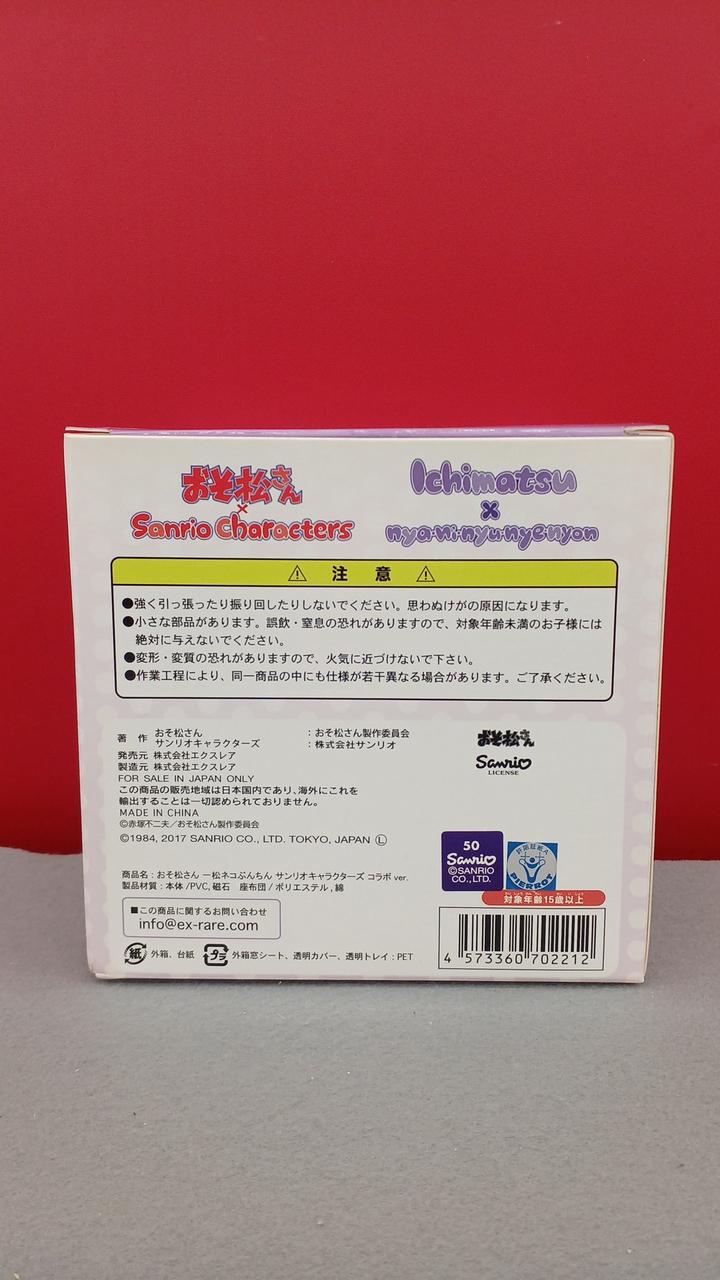 おそ松さん
×
Sanrio Characters
Ichimatsu
×
nya·ni·nyu·nyenyon
⚠ 注 意 ⚠
●強く引っ張ったり振り回したりしないでください。思わぬけがの原因になります。
●小さな部品があります。誤飲・窒息の恐れがありますので、対象年齢未満のお子様には
絶対に与えないでください。
●変形・変質の恐れがありますので、火気に近づけないで下さい。
●作業工程により、同一商品の中にも仕様が若干異なる場合があります。ご了承ください。
著 作 おそ松さん : おそ松さん製作委員会
サンリオキャラクターズ : 株式会社サンリオ
発売元 株式会社エクスレア
製造元 株式会社エクスレア
FOR SALE IN JAPAN ONLY
この商品の販売地域は日本国内であり、海外にこれを
輸出することは一切認められておりません。
MADE IN CHINA
©赤塚不二夫/おそ松さん製作委員会
©1984, 2017 SANRIO CO., LTD. TOKYO, JAPAN Ⓛ
おそ松さん
Sanrio
LICENSE
50
Sanrio
©SANRIO
CO., LTD.
PIERROT
対象年齢15歳以上
商品名 : おそ松さん 一松ネコぶんちん サンリオキャラクターズ コラボ ver.
製品材質 : 本体/PVC, 磁石 座布団/ポリエステル, 綿
■この商品に関するお問い合わせ
info@ex-rare.com
紙 外箱、台紙 プラ 外箱窓シート、透明カバー、透明トレイ : PET
4 573360 702212